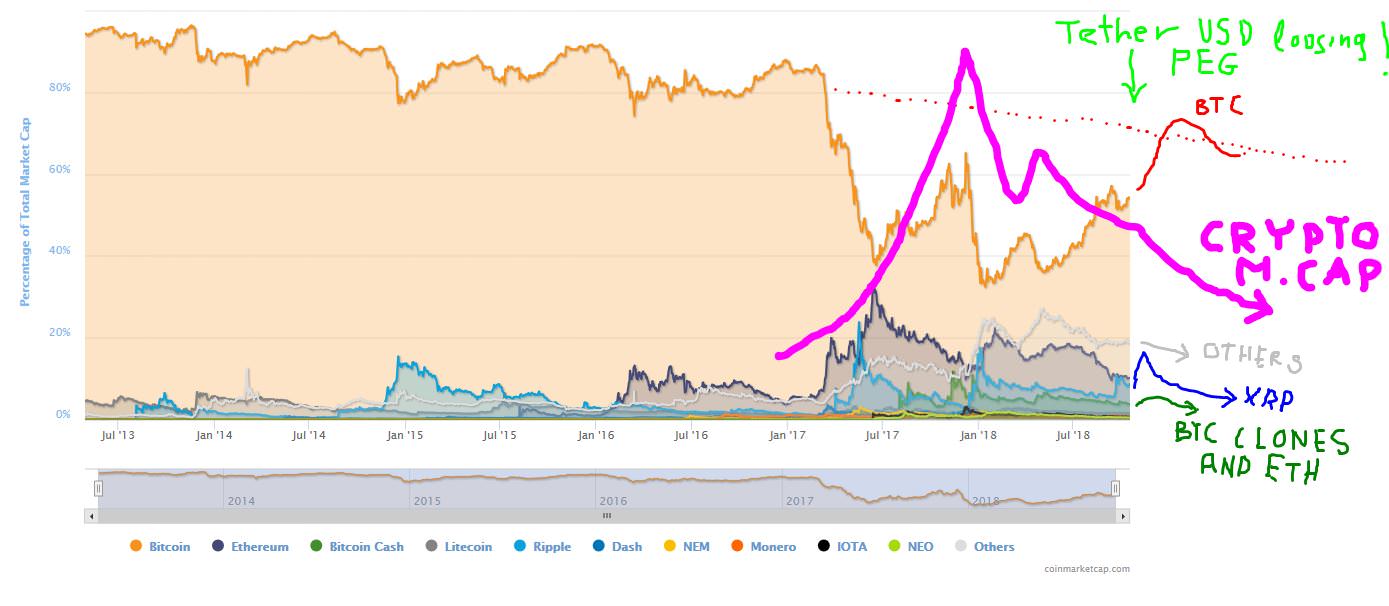 Tether USD loosing!
PEG
BTC
80%
60%
40%
20%
0%
Percentage of Total Market Cap
CRYPTO
M.CAP
OTHERS
XRP
BTC CLONES
AND ETH
Jul '13 Jan '14 Jul '14 Jan '15 Jul '15 Jan '16 Jul '16 Jan '17 Jul '17 Jan '18 Jul '18
2014 2015 2016 2017 2018
Bitcoin Ethereum Bitcoin Cash Litecoin Ripple Dash NEM Monero IOTA NEO Others
coinmarketcap.com